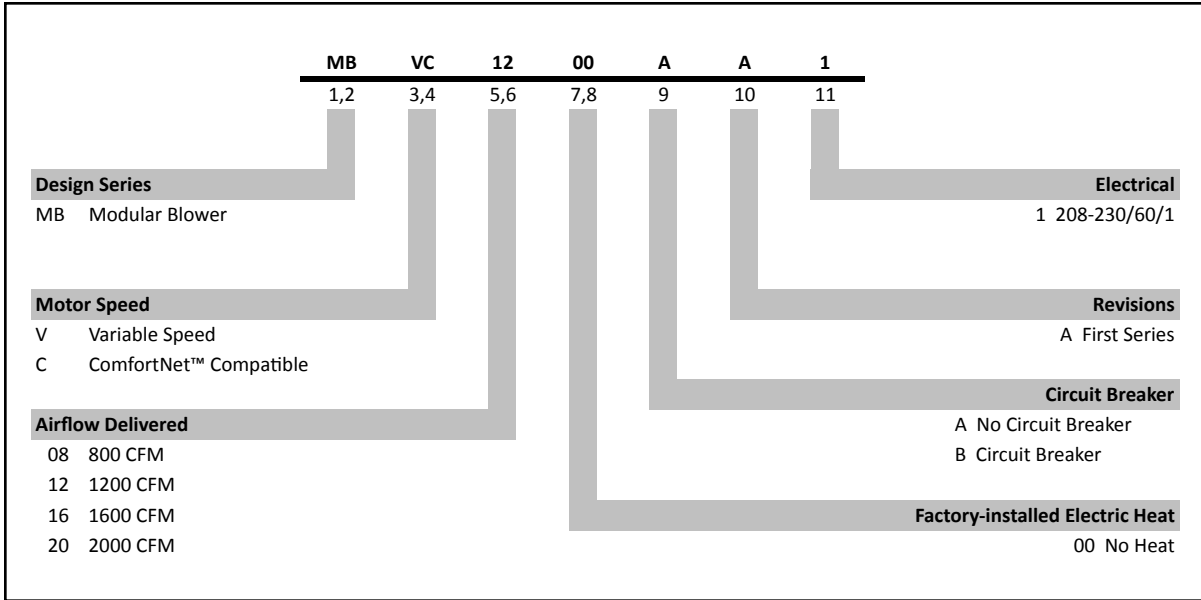 MB VC 12 00 A A 1
1,2 3,4 5,6 7,8 9 10 11
Design Series
MB Modular Blower
Electrical
1 208-230/60/1
Motor Speed
V Variable Speed
C ComfortNet™ Compatible
Revisions
A First Series
Circuit Breaker
A No Circuit Breaker
B Circuit Breaker
Airflow Delivered
08 800 CFM
12 1200 CFM
16 1600 CFM
20 2000 CFM
Factory-installed Electric Heat
00 No Heat